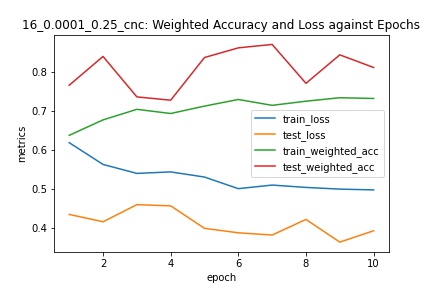 16_0.0001_0.25_cnc: Weighted Accuracy and Loss against Epochs
metrics
0.8
0.7
0.6
0.5
0.4
train_loss
test_loss
train_weighted_acc
test_weighted_acc
2
4
6
8
10
epoch